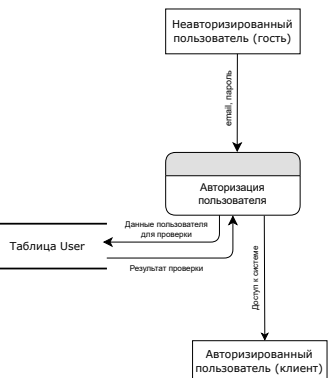 Неавторизированный
пользователь (гость)
email, пароль
Авторизация
пользователя
Данные пользователя
для проверки
Таблица User
Результат проверки
Доступ к системе
Авторизированный
пользователь (клиент)